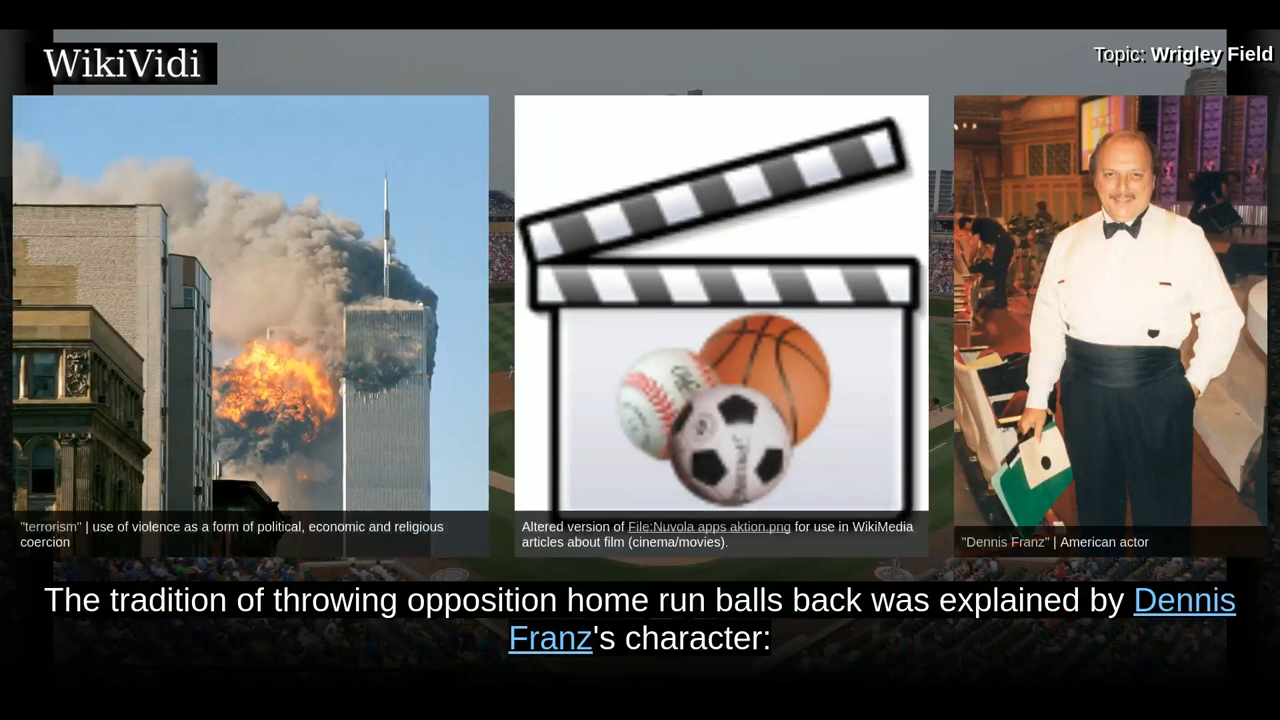 WikiVidi
Topic: Wrigley Field
"terrorism" | use of violence as a form of political, economic and religious
coercion
Altered version of File:Nuvola apps aktion.png for use in WikiMedia
articles about film (cinema/movies).
"Dennis Franz" | American actor
The tradition of throwing opposition home run balls back was explained by Dennis
Franz's character: